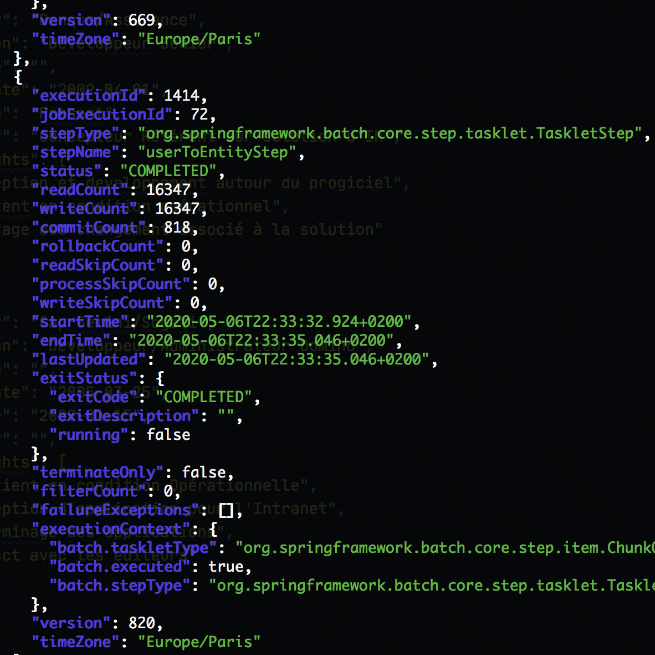 },
"version": 669,
"timeZone": "Europe/Paris"
},
{
"executionId": 1414,
"jobExecutionId": 72,
"stepType": "org.springframework.batch.core.step.tasklet.TaskletStep",
"stepName": "userToEntityStep",
"status": "COMPLETED",
"readCount": 16347,
"writeCount": 16347,
"commitCount": 818,
"rollbackCount": 0,
"readSkipCount": 0,
"processSkipCount": 0,
"writeSkipCount": 0,
"startTime": "2020-05-06T22:33:32.924+0200",
"endTime": "2020-05-06T22:33:35.046+0200",
"lastUpdated": "2020-05-06T22:33:35.046+0200",
"exitStatus": {
"exitCode": "COMPLETED",
"exitDescription": "",
"running": false
},
"terminateOnly": false,
"filterCount": 0,
"failureExceptions": [],
"executionContext": {
"batch.taskletType": "org.springframework.batch.core.step.item.ChunkO
"batch.executed": true,
"batch.stepType": "org.springframework.batch.core.step.tasklet.Taskle
},
"version": 820,
"timeZone": "Europe/Paris"